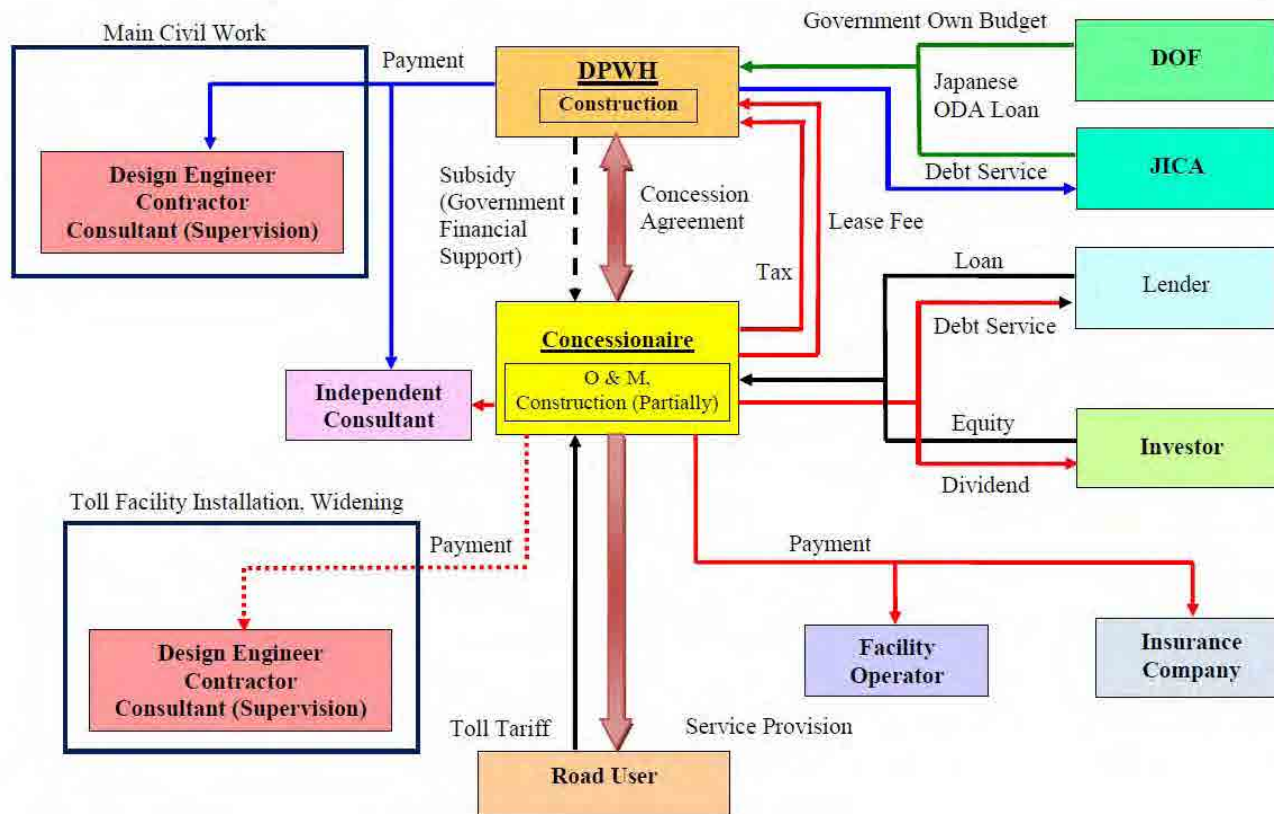 Main Civil Work
Payment
Design Engineer
Contractor
Consultant (Supervision)
DPWH
Construction
Government Own Budget
DOF
Japanese
ODA Loan
JICA
Debt Service
Subsidy
(Government
Financial
Support)
Concession
Agreement
Lease Fee
Tax
Loan
Lender
Debt Service
Concessionaire
O & M,
Construction (Partially)
Independent
Consultant
Equity
Investor
Dividend
Toll Facility Installation, Widening
Payment
Design Engineer
Contractor
Consultant (Supervision)
Payment
Facility
Operator
Insurance
Company
Toll Tariff
Service Provision
Road User